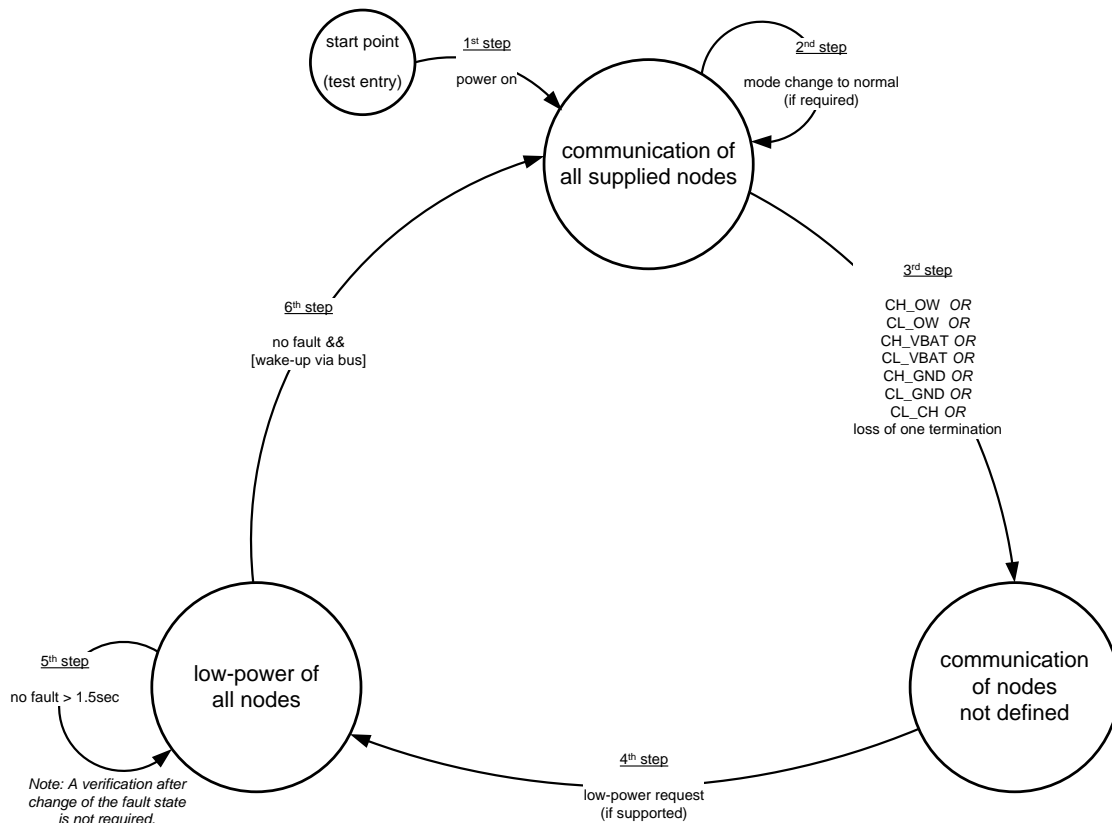 start point
(test entry)
1st step
power on
2nd step
mode change to normal
(if required)
communication of
all supplied nodes
3rd step
CH_OW OR
CL_OW OR
CH_VBAT OR
CL_VBAT OR
CH_GND OR
CL_GND OR
CL_CH OR
loss of one termination
6th step
no fault &&
[wake-up via bus]
5th step
no fault > 1.5sec
low-power of
all nodes
communication
of nodes
not defined
4th step
low-power request
(if supported)
Note: A verification after
change of the fault state
is not required.